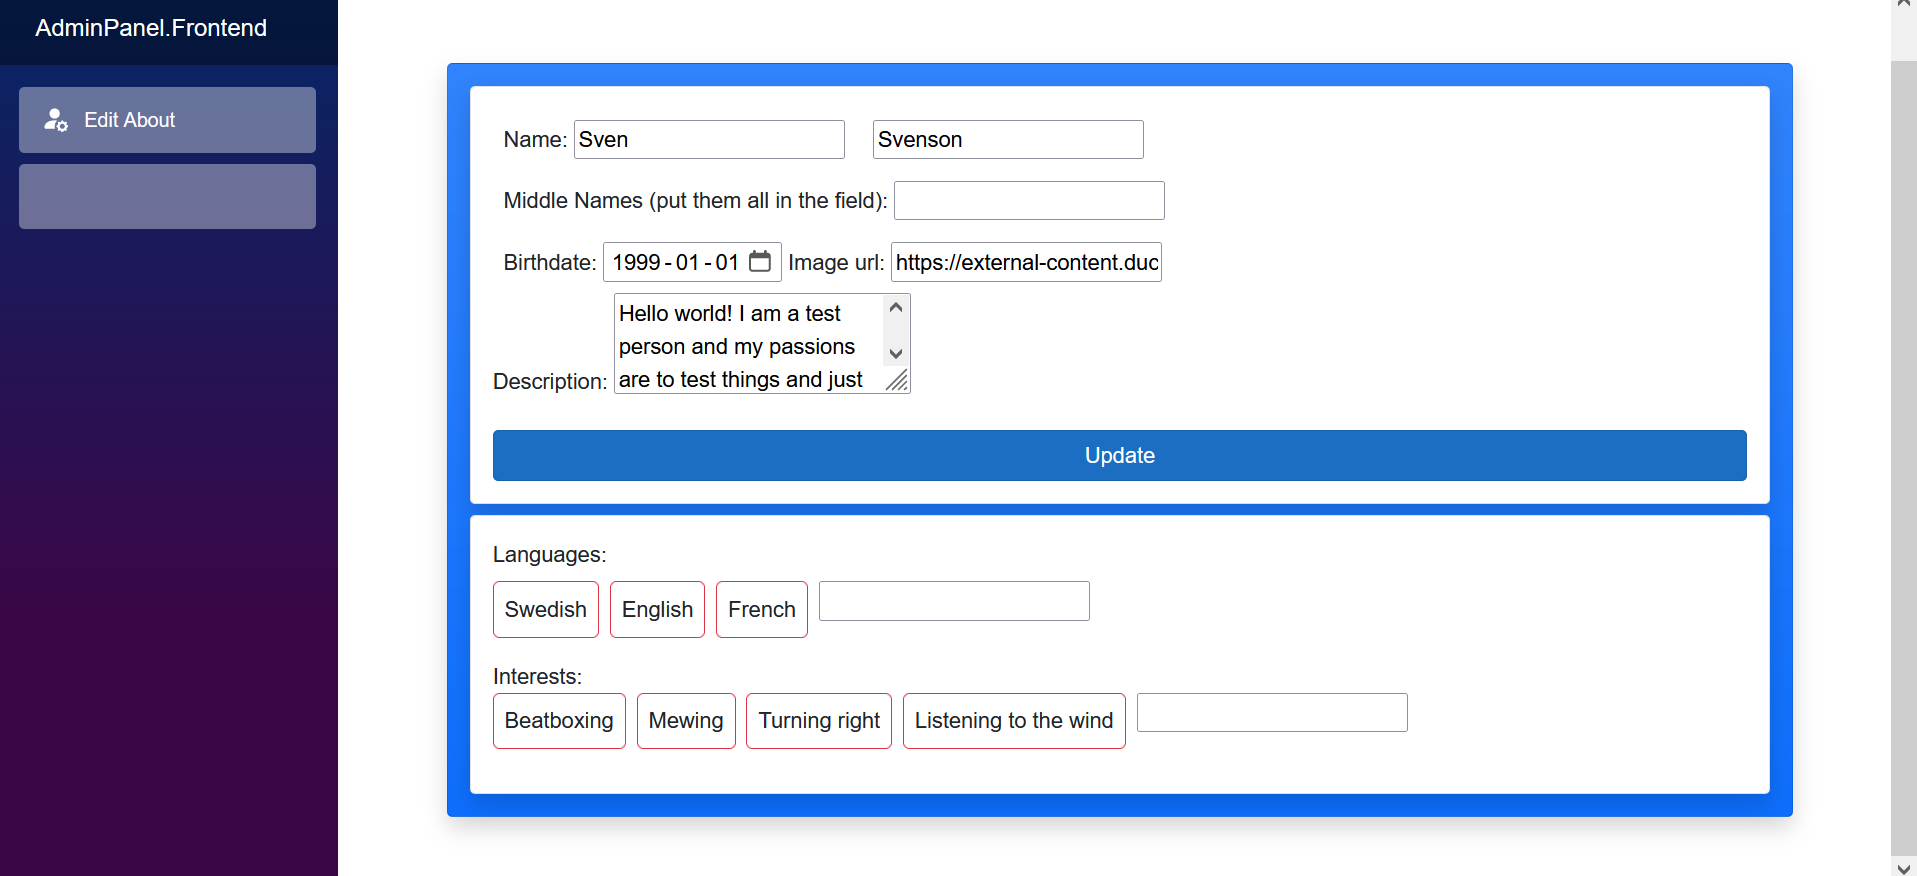 AdminPanel.Frontend
Edit About
Name: Sven Svenson
Middle Names (put them all in the field):
Birthdate: 1999-01-01 Image url: https://external-content.duc
Hello world! I am a test
person and my passions
are to test things and just
Description:
Update
Languages:
Swedish English French
Interests:
Beatboxing Mewing Turning right Listening to the wind